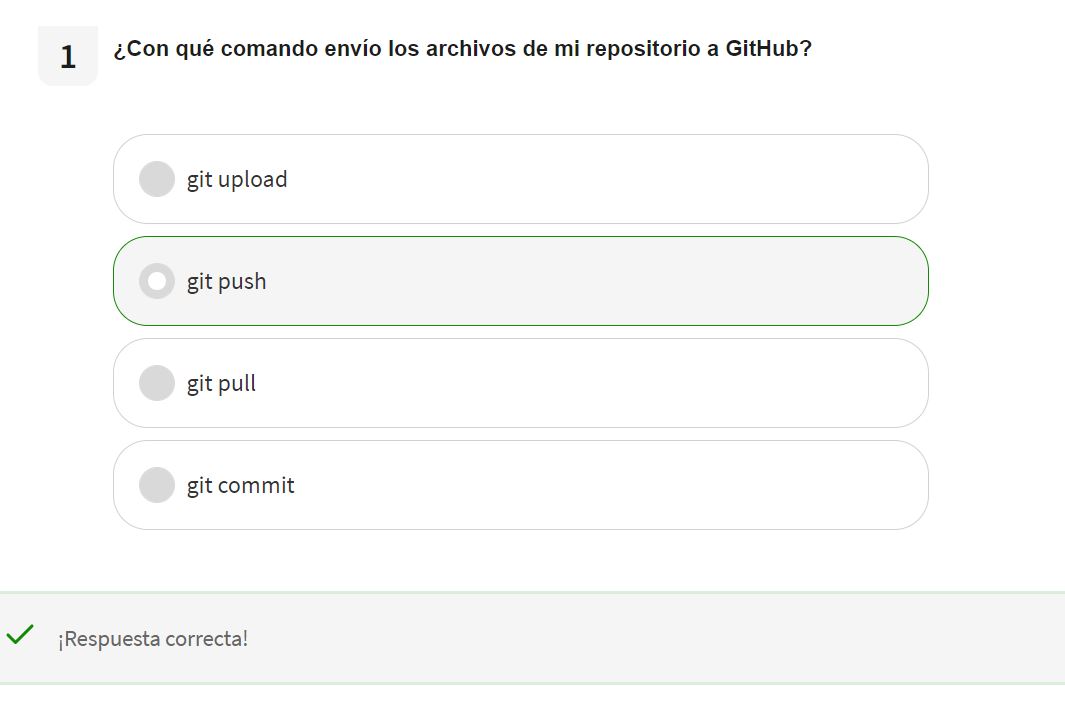 1
¿Con qué comando envío los archivos de mi repositorio a GitHub?
git upload
git push
git pull
git commit
¡Respuesta correcta!